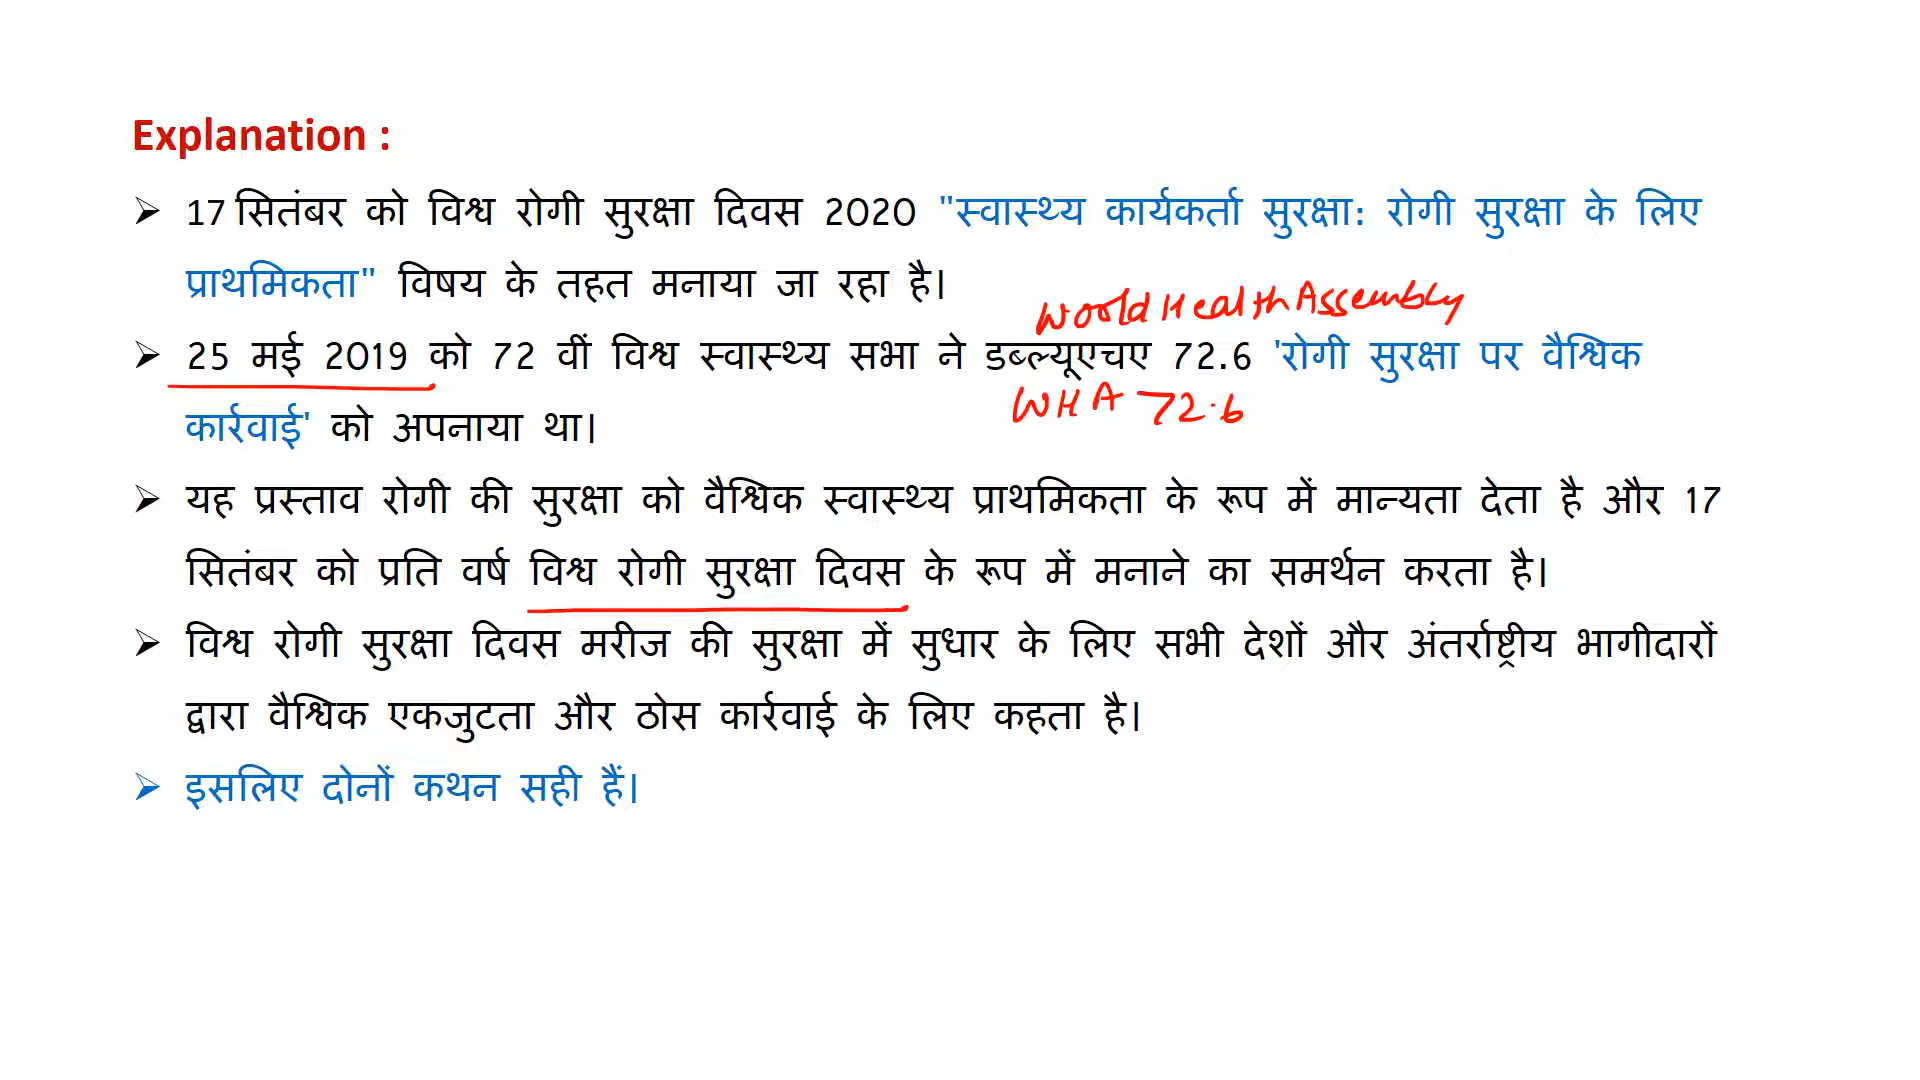 Explanation :
➢ 17 सितंबर को विश्व रोगी सुरक्षा दिवस 2020 "स्वास्थ्य कार्यकर्ता सुरक्षा: रोगी सुरक्षा के लिए
प्राथमिकता" विषय के तहत मनाया जा रहा है।
World Health Assembly
➢ 25 मई 2019 को 72 वीं विश्व स्वास्थ्य सभा ने डब्ल्यूएचए 72.6 'रोगी सुरक्षा पर वैश्विक
WHA 72.6
कार्रवाई' को अपनाया था।
➢ यह प्रस्ताव रोगी की सुरक्षा को वैश्विक स्वास्थ्य प्राथमिकता के रूप में मान्यता देता है और 17
सितंबर को प्रति वर्ष विश्व रोगी सुरक्षा दिवस के रूप में मनाने का समर्थन करता है।
➢ विश्व रोगी सुरक्षा दिवस मरीज की सुरक्षा में सुधार के लिए सभी देशों और अंतर्राष्ट्रीय भागीदारों
द्वारा वैश्विक एकजुटता और ठोस कार्रवाई के लिए कहता है।
➢ इसलिए दोनों कथन सही हैं।